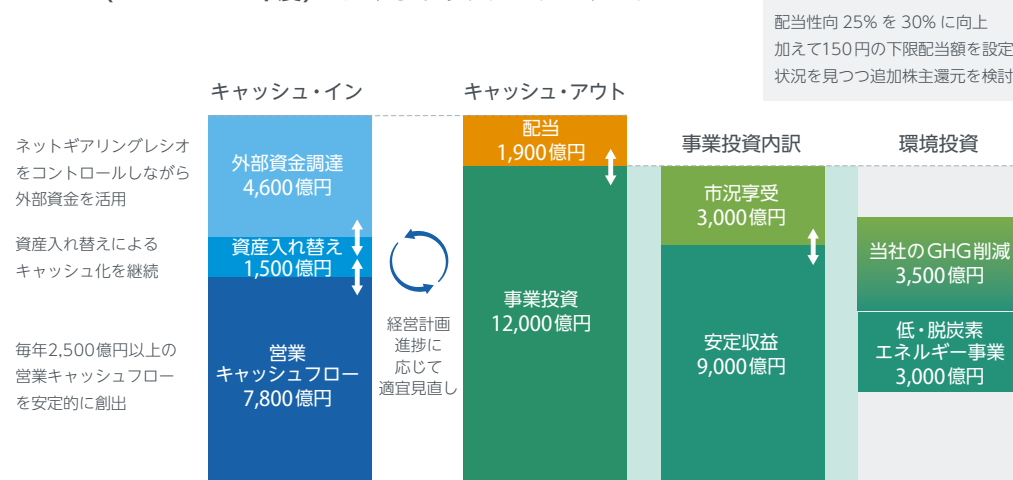 配当性向 25% を 30% に向上
加えて150円の下限配当額を設定
状況を見つつ追加株主還元を検討
キャッシュ・イン
キャッシュ・アウト
ネットギアリングレシオ
をコントロールしながら
外部資金を活用
資産入れ替えによる
キャッシュ化を継続
毎年2,500億円以上の
営業キャッシュフロー
を安定的に創出
外部資金調達
4,600億円
資産入れ替え
1,500億円
営業
キャッシュフロー
7,800億円
経営計画
進捗に
応じて
適宜見直し
配当
1,900億円
事業投資
12,000億円
事業投資内訳
市況享受
3,000億円
安定収益
9,000億円
環境投資
当社のGHG削減
3,500億円
低・脱炭素
エネルギー事業
3,000億円